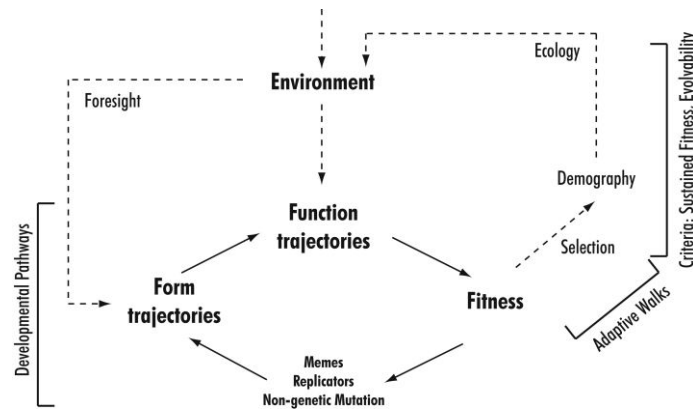 Ecology
Environment
Foresight
Criteria: Sustained Fitness, Evolvability
Demography
Function
trajectories
Selection
Developmental Pathways
Form
trajectories
Fitness
Adaptive Walks
Memes
Replicators
Non-genetic Mutation